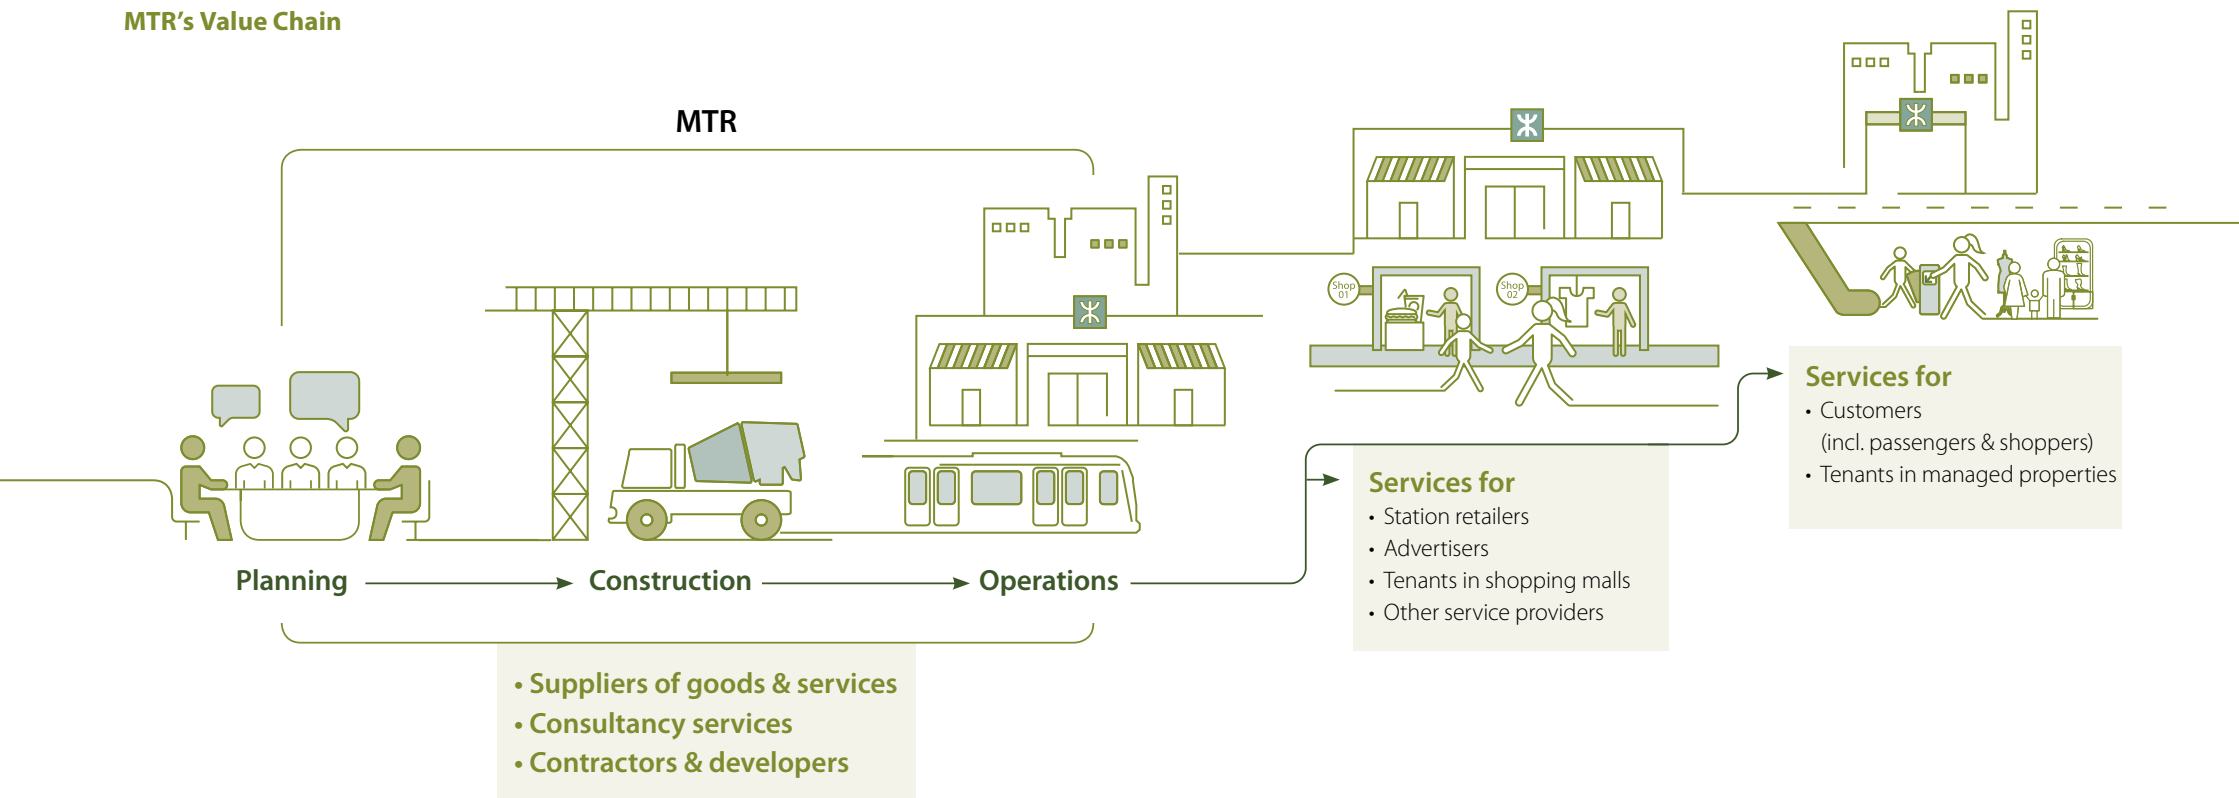 MTR’s Value Chain
MTR
Planning
Construction
Operations
• Suppliers of goods & services
• Consultancy services
• Contractors & developers
Shop
01
Shop
02
Services for
• Station retailers
• Advertisers
• Tenants in shopping malls
• Other service providers
Services for
• Customers
(incl. passengers & shoppers)
• Tenants in managed properties